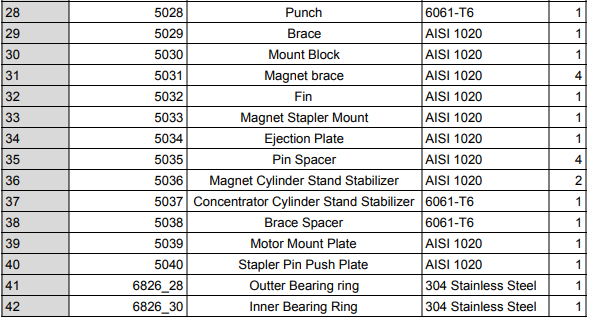 28 5028 Punch 6061-T6 1
29 5029 Brace AISI 1020 1
30 5030 Mount Block AISI 1020 1
31 5031 Magnet brace AISI 1020 4
32 5032 Fin AISI 1020 1
33 5033 Magnet Stapler Mount AISI 1020 1
34 5034 Ejection Plate AISI 1020 1
35 5035 Pin Spacer AISI 1020 4
36 5036 Magnet Cylinder Stand Stabilizer AISI 1020 2
37 5037 Concentrator Cylinder Stand Stabilizer 6061-T6 1
38 5038 Brace Spacer 6061-T6 1
39 5039 Motor Mount Plate AISI 1020 1
40 5040 Stapler Pin Push Plate AISI 1020 1
41 6826_28 Outter Bearing ring 304 Stainless Steel 1
42 6826_30 Inner Bearing Ring 304 Stainless Steel 1